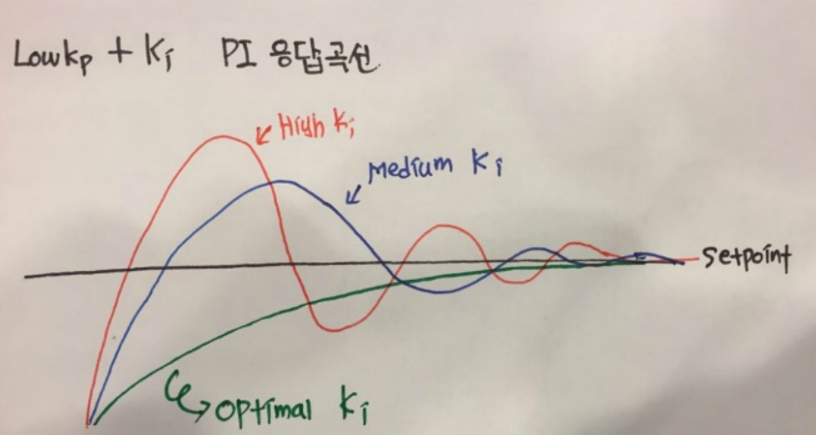 Low kp + Ki PI 응답곡선
High Ki
Medium Ki
Setpoint
Optimal Ki